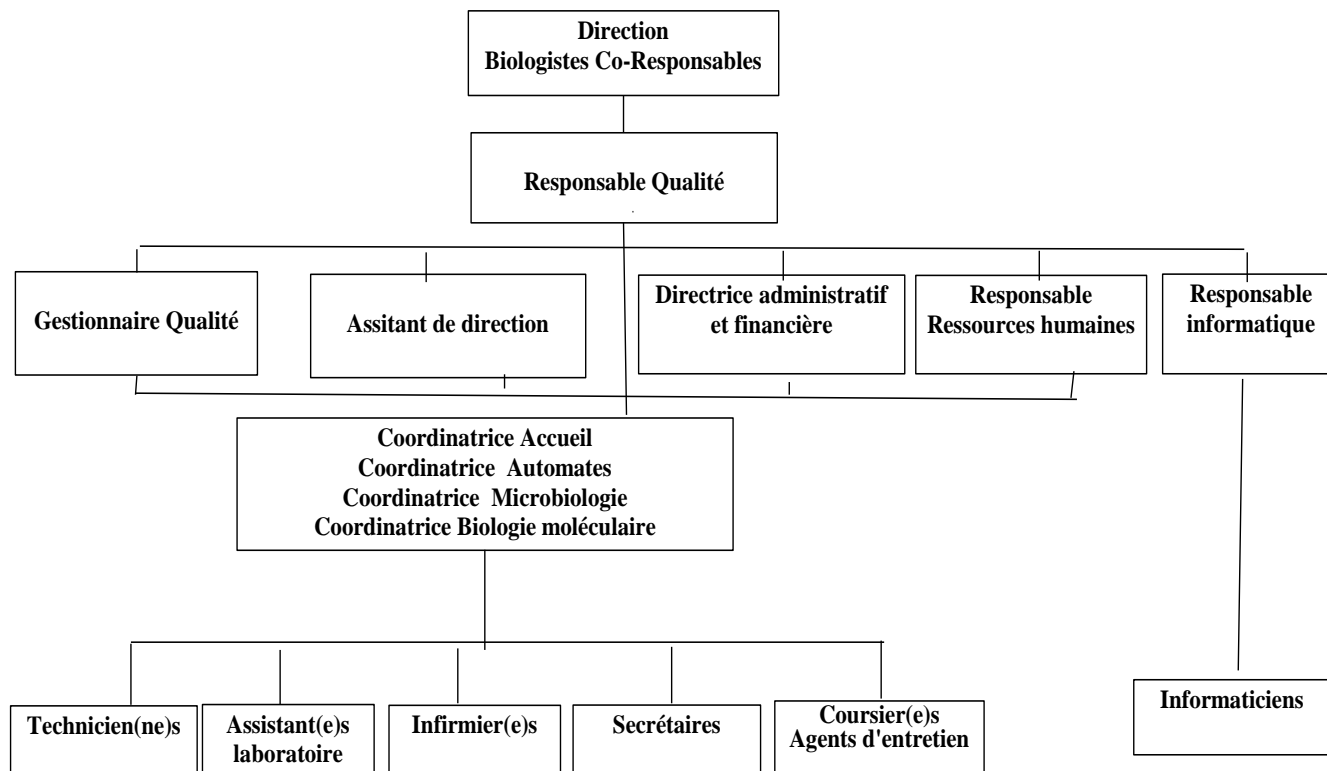 Direction
Biologistes Co-Responsables
Responsable Qualité
Gestionnaire Qualité
Assitant de direction
Directrice administratif
et financière
Responsable
Ressources humaines
Responsable
informatique
Coordinatrice Accueil
Coordinatrice Automates
Coordinatrice Microbiologie
Coordinatrice Biologie moléculaire
Technicien(ne)s
Assistant(e)s
laboratoire
Infirmier(e)s
Secrétaires
Coursier(e)s
Agents d'entretien
Informaticiens